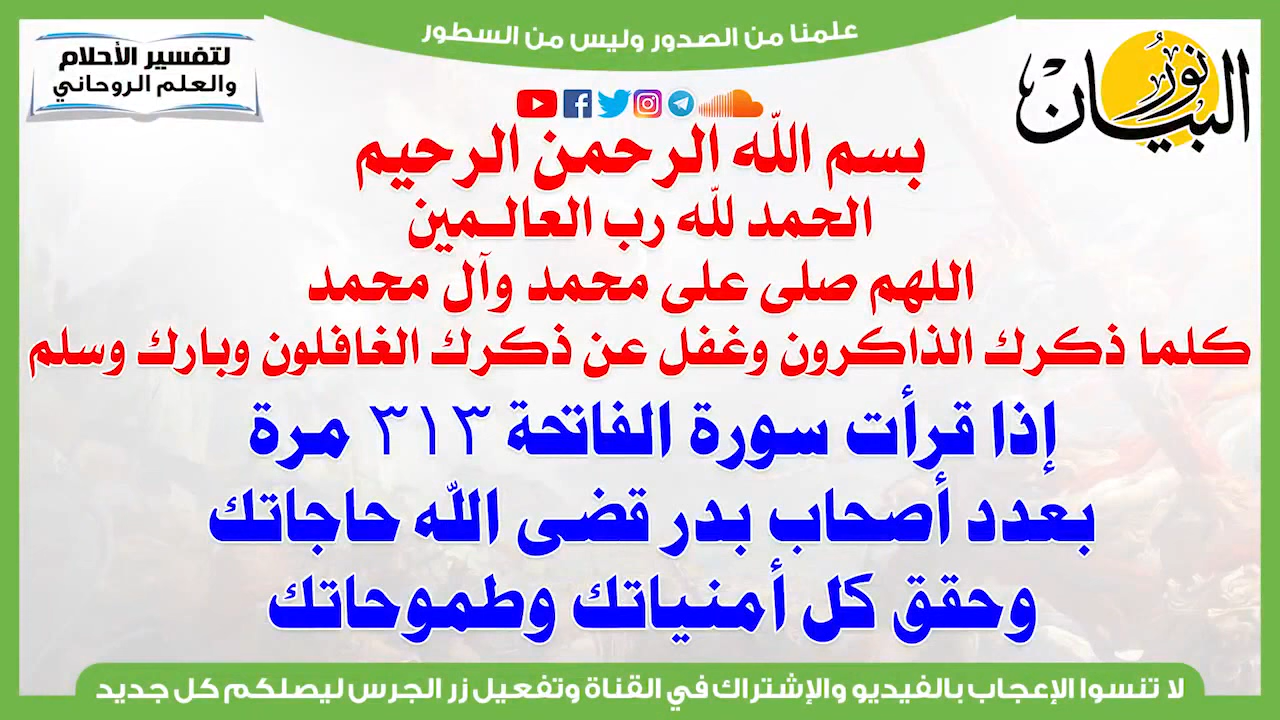 علمنا من الصدور وليس من السطور
نور البيان
لتفسير الأحلام
والعلم الروحاني
بسم الله الرحمن الرحيم
الحمد لله رب العالـمين
اللهم صلى على محمد وآل محمد
كلما ذكرك الذاكرون وغفل عن ذكرك الغافلون وبارك وسلم
إذا قرأت سورة الفاتحة ٣١٣ مرة
بعدد أصحاب بدر قضى الله حاجاتك
وحقق كل أمنياتك وطموحاتك
لا تنسوا الإعجاب بالفيديو والإشتراك في القناة وتفعيل زر الجرس ليصلكم كل جديد